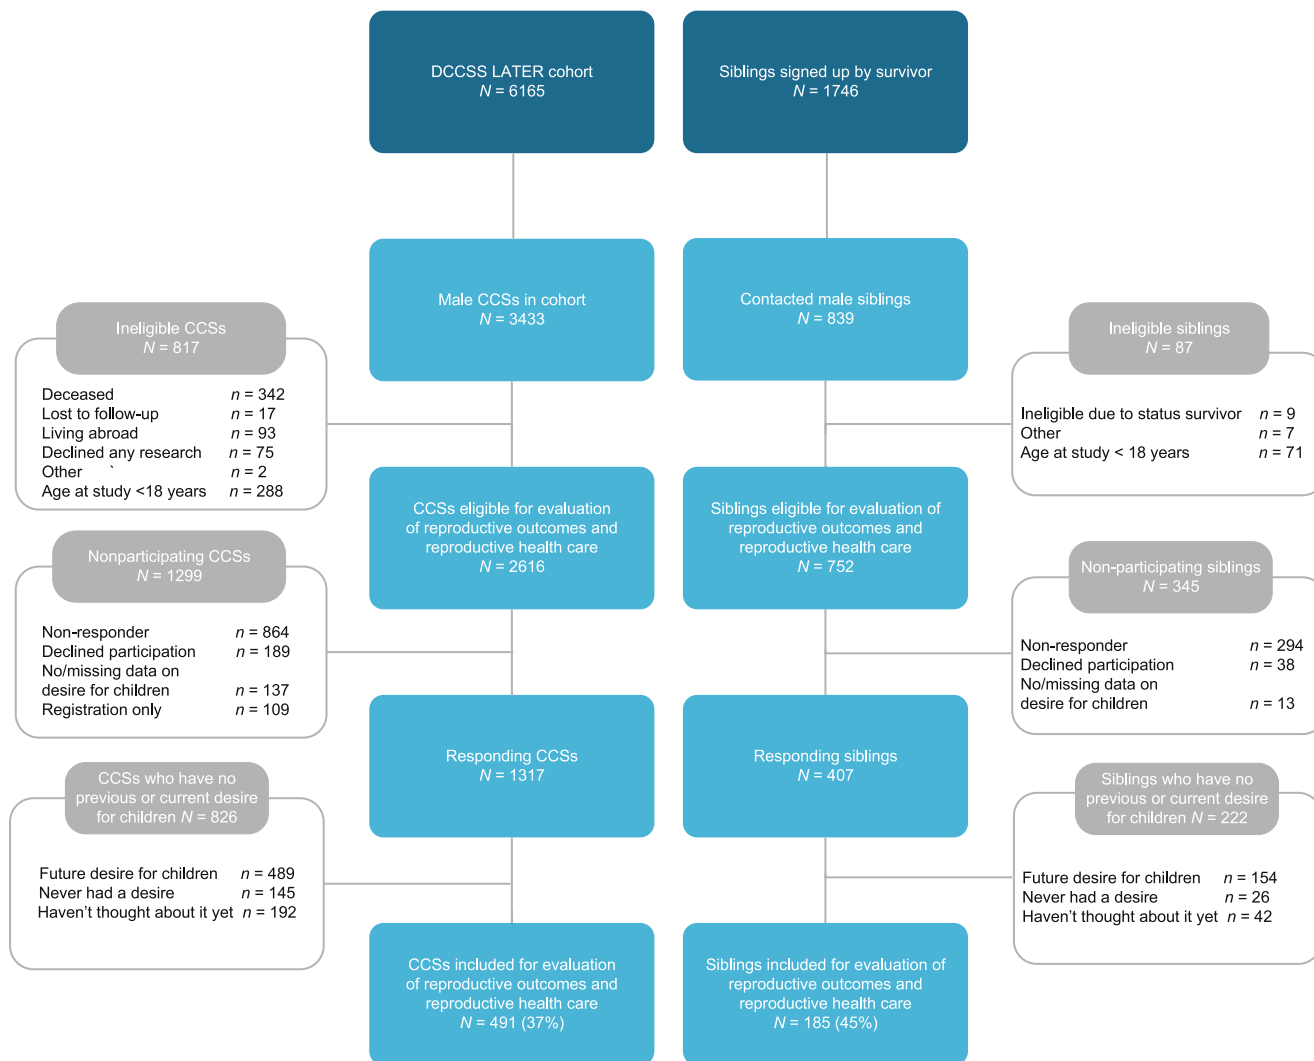 DCCSS LATER cohort
N = 6165
Siblings signed up by survivor
N = 1746
Male CCSs in cohort
N = 3433
Contacted male siblings
N = 839
Ineligible CCSs
N = 817
Deceased n = 342
Lost to follow-up n = 17
Living abroad n = 93
Declined any research n = 75
Other ` n = 2
Age at study <18 years n = 288
Ineligible siblings
N = 87
Ineligible due to status survivor n = 9
Other n = 7
Age at study < 18 years n = 71
CCSs eligible for evaluation
of reproductive outcomes and
reproductive health care
N = 2616
Siblings eligible for evaluation of
reproductive outcomes and
reproductive health care
N = 752
Nonparticipating CCSs
N = 1299
Non-responder n = 864
Declined participation n = 189
No/missing data on
desire for children n = 137
Registration only n = 109
Non-participating siblings
N = 345
Non-responder n = 294
Declined participation n = 38
No/missing data on
desire for children n = 13
Responding CCSs
N = 1317
Responding siblings
N = 407
CCSs who have no
previous or current desire
for children N = 826
Future desire for children n = 489
Never had a desire n = 145
Haven't thought about it yet n = 192
Siblings who have no
previous or current desire
for children N = 222
Future desire for children n = 154
Never had a desire n = 26
Haven't thought about it yet n = 42
CCSs included for evaluation
of reproductive outcomes and
reproductive health care
N = 491 (37%)
Siblings included for evaluation of
reproductive outcomes and
reproductive health care
N = 185 (45%)